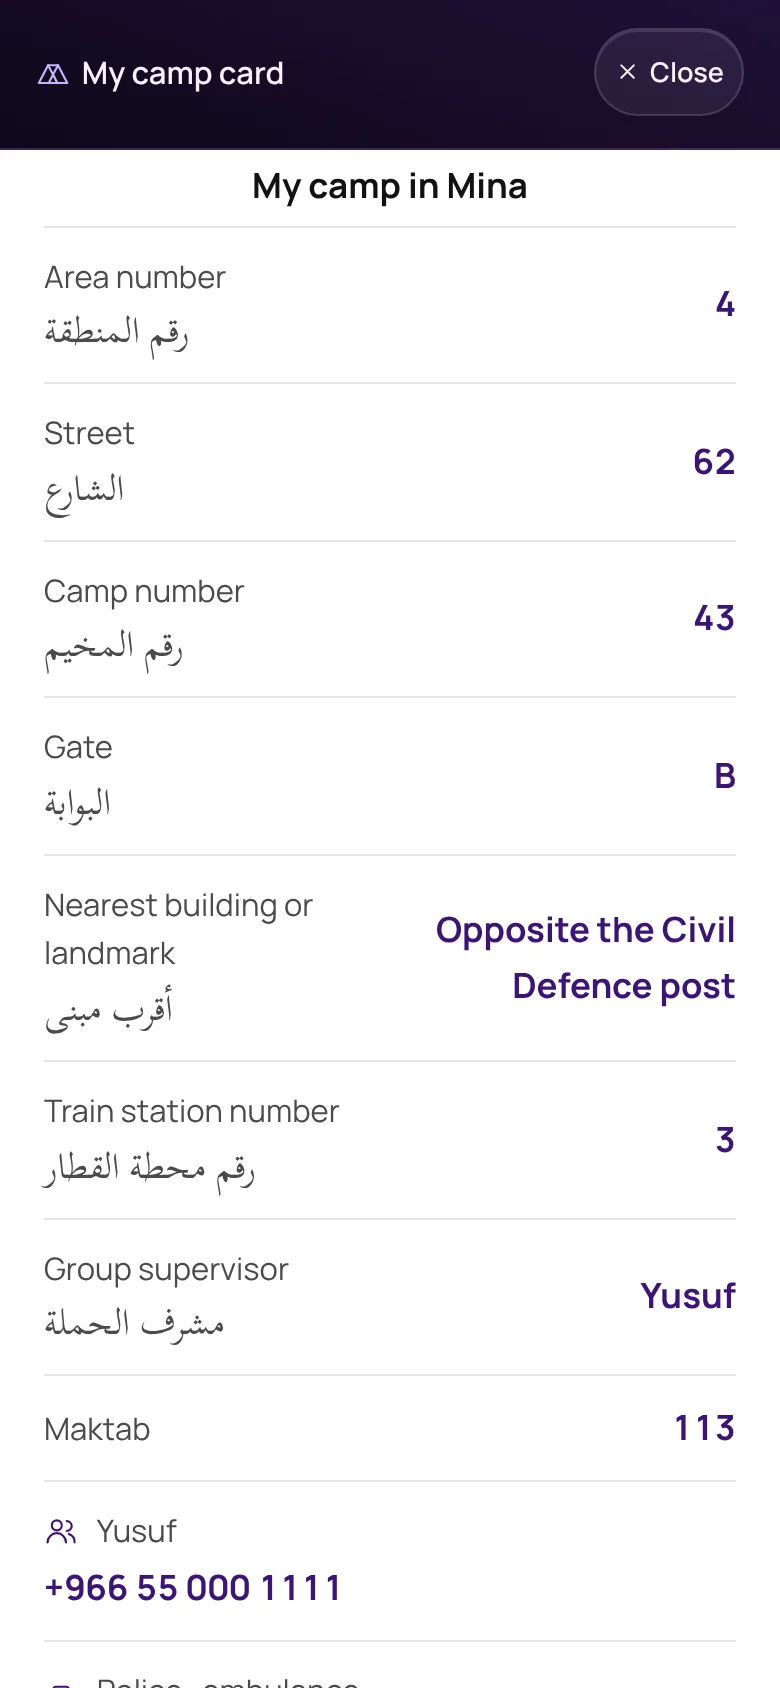 My camp card
Close
My camp in Mina
Area number
رقم المنطقة
4
Street
الشارع
62
Camp number
رقم المخيم
43
Gate
البوابة
B
Nearest building or
landmark
أقرب مبنى
Opposite the Civil
Defence post
Train station number
رقم محطة القطار
3
Group supervisor
مشرف الحملة
Yusuf
Maktab
113
Yusuf
+966 55 000 1111